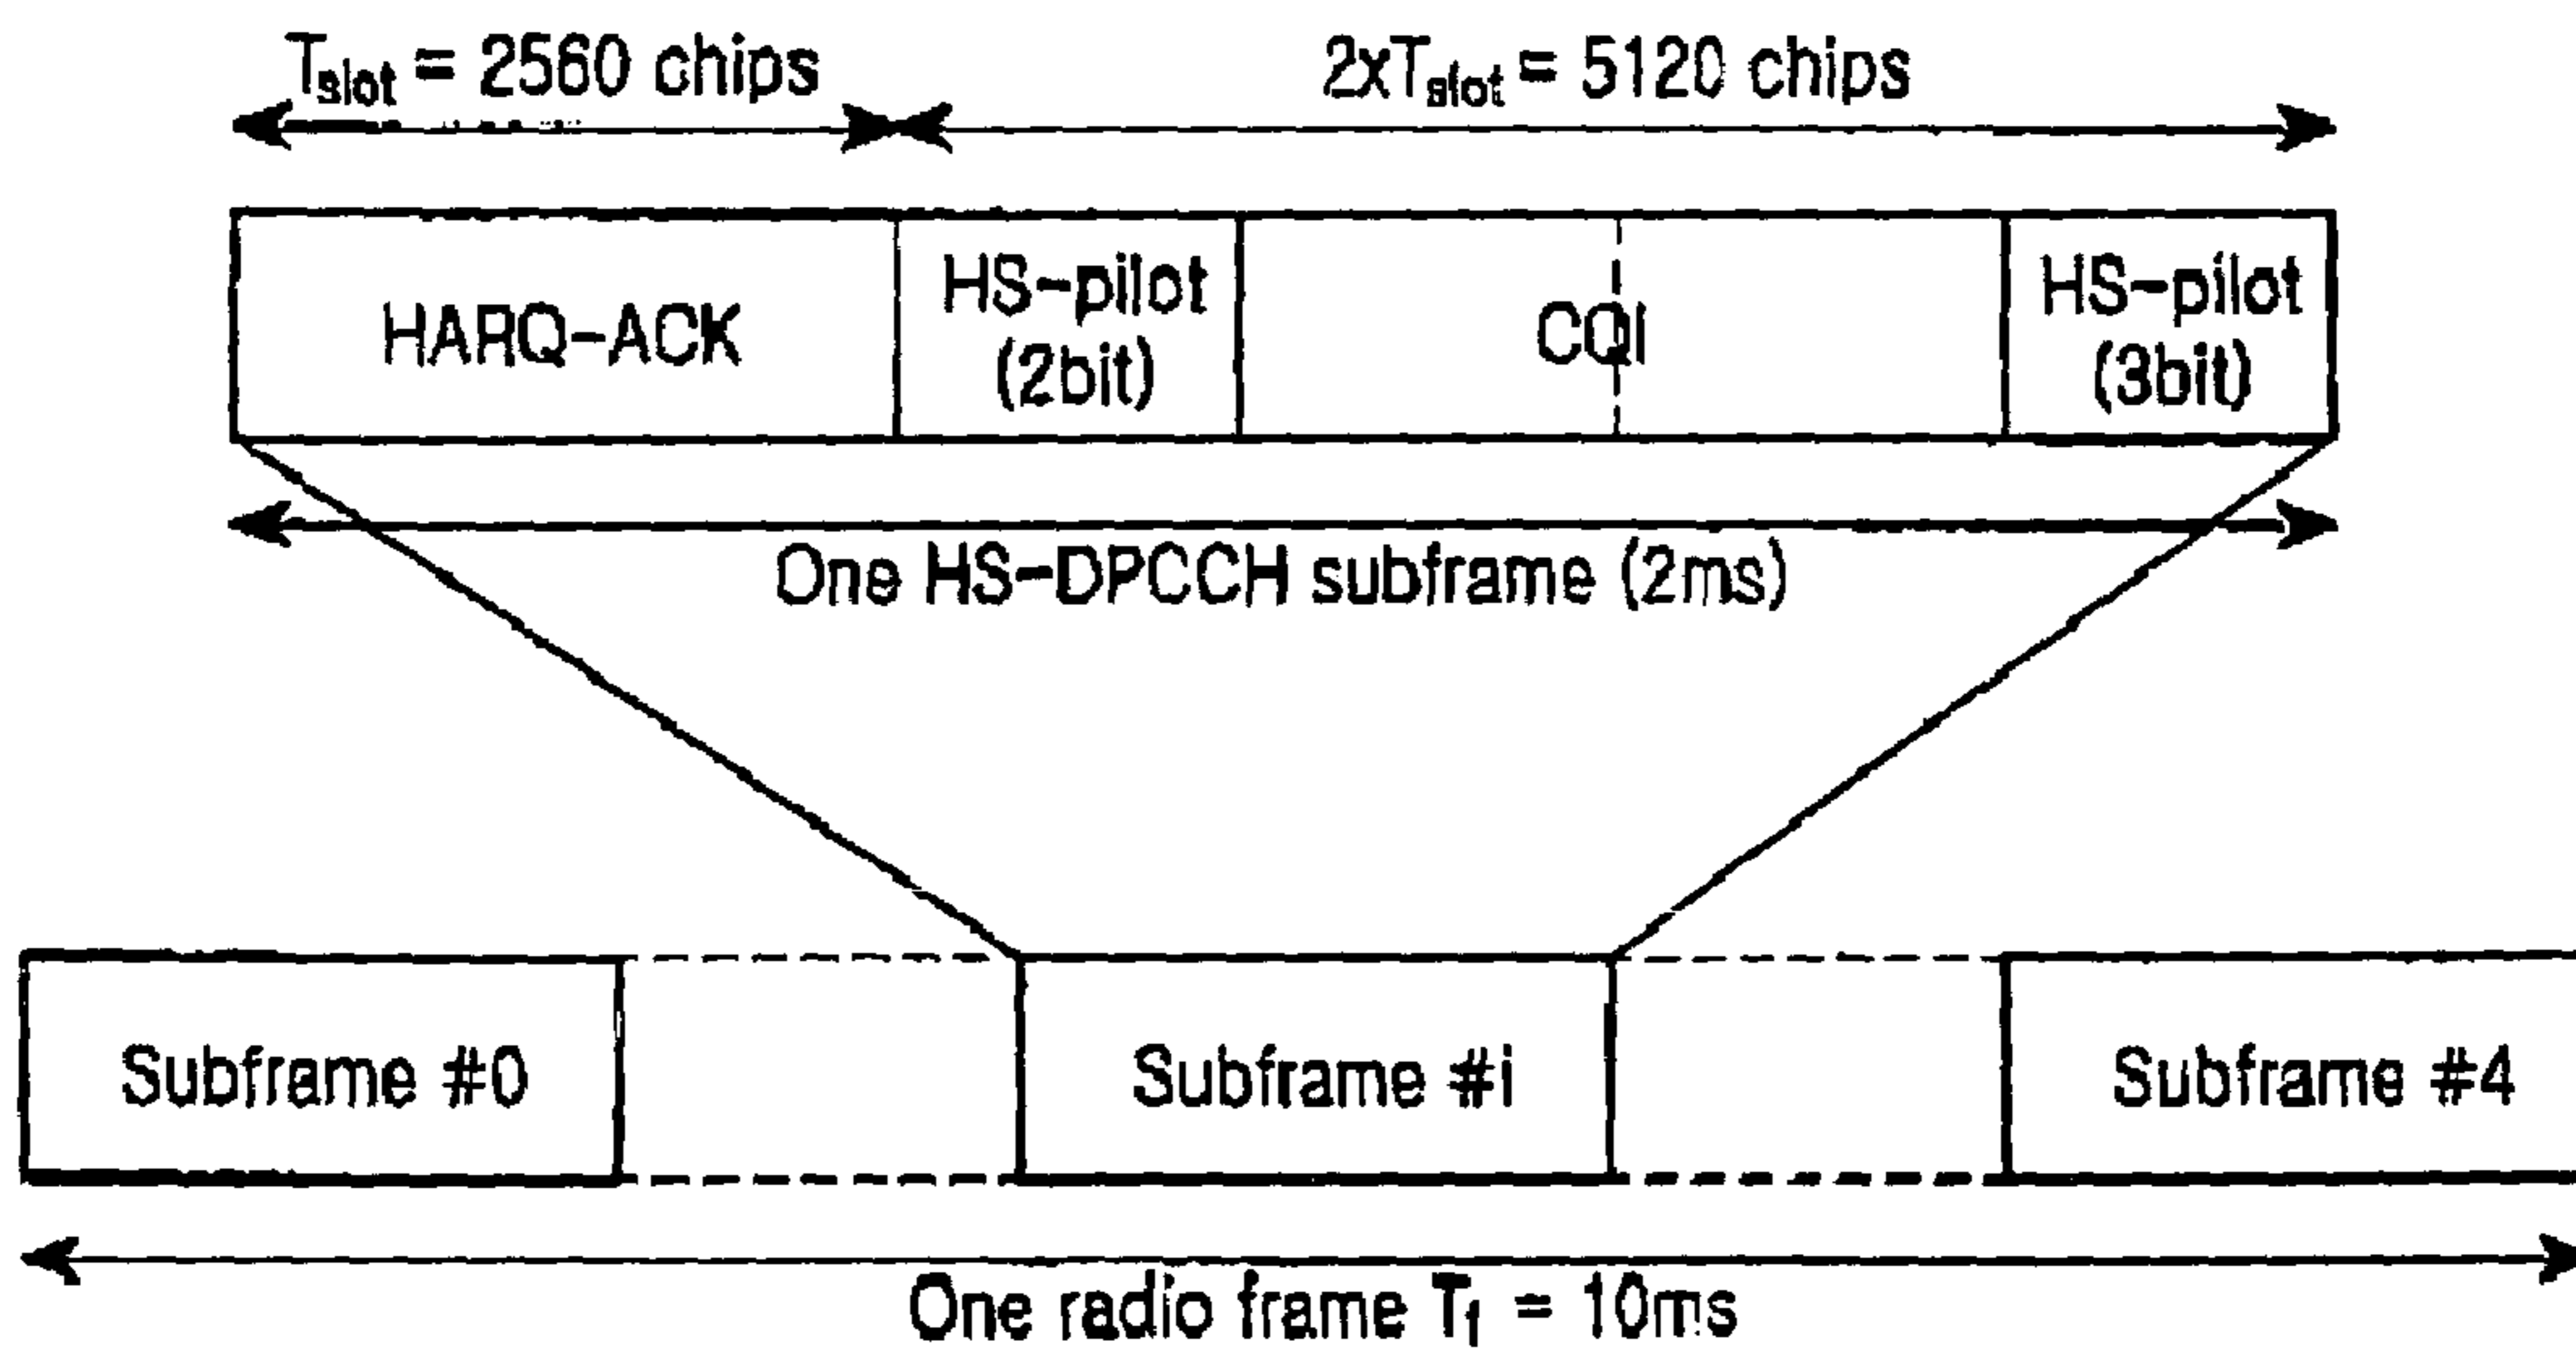 Tslot = 2560 chips
2xTslot = 5120 chips
HARQ-ACK
HS-pilot
(2bit)
CQI
HS-pilot
(3bit)
One HS-DPCCH subframe (2ms)
Subframe #0
Subframe #i
Subframe #4
One radio frame Tf = 10ms